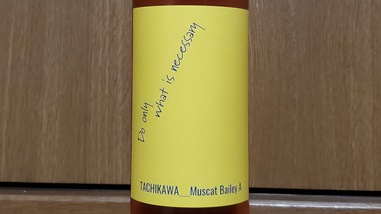 Do only
what is necessary
TACHIKAWA__Muscat Bailey A